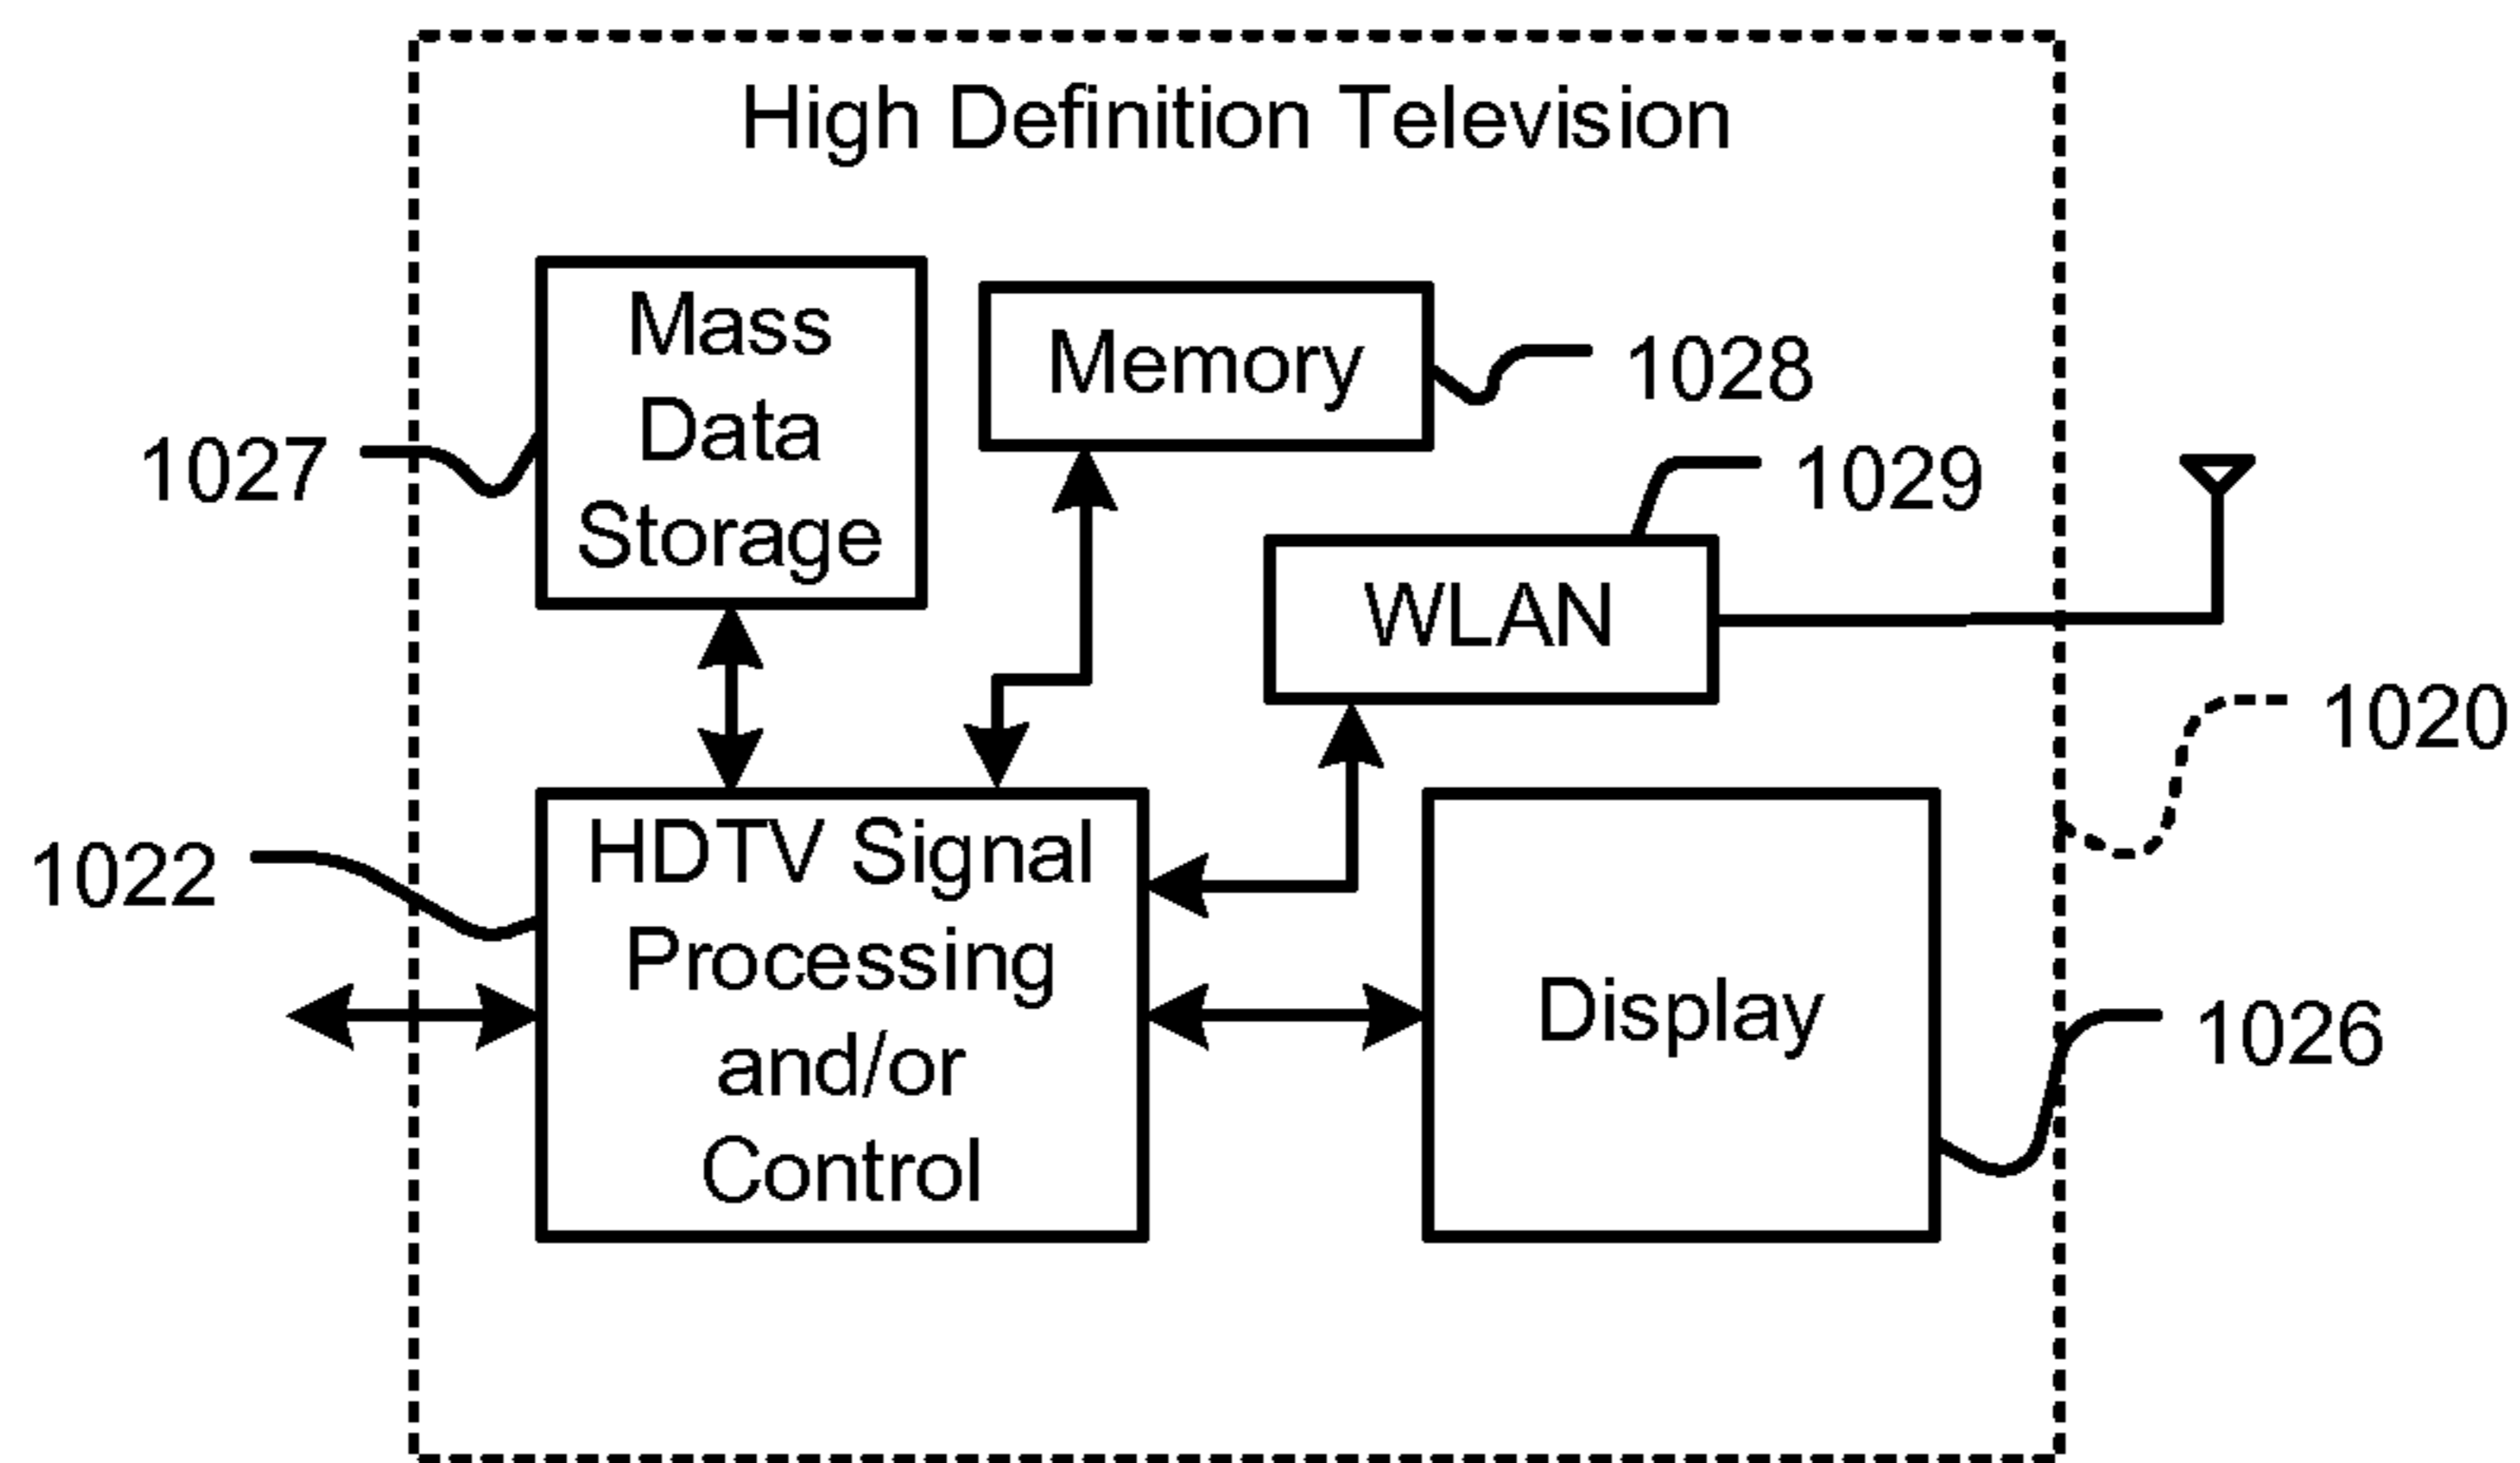 High Definition Television
Mass
Data
Storage
Memory
1028
1027
1029
WLAN
1020
1022
HDTV Signal
Processing
and/or
Control
Display
1026